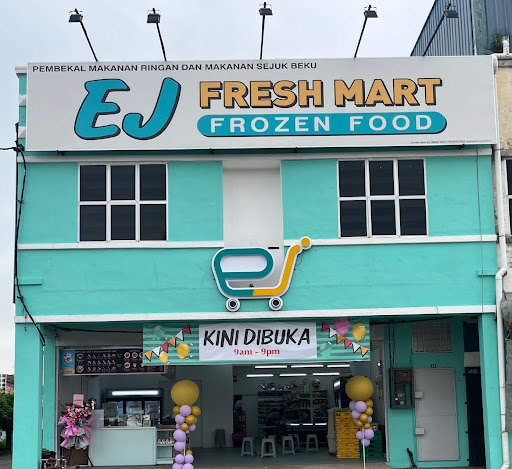 PEMBEKAL MAKANAN RINGAN DAN MAKANAN SEJUK BEKU
EJ
FRESH MART
FROZEN FOOD
KINI DIBUKA
9am - 9pm